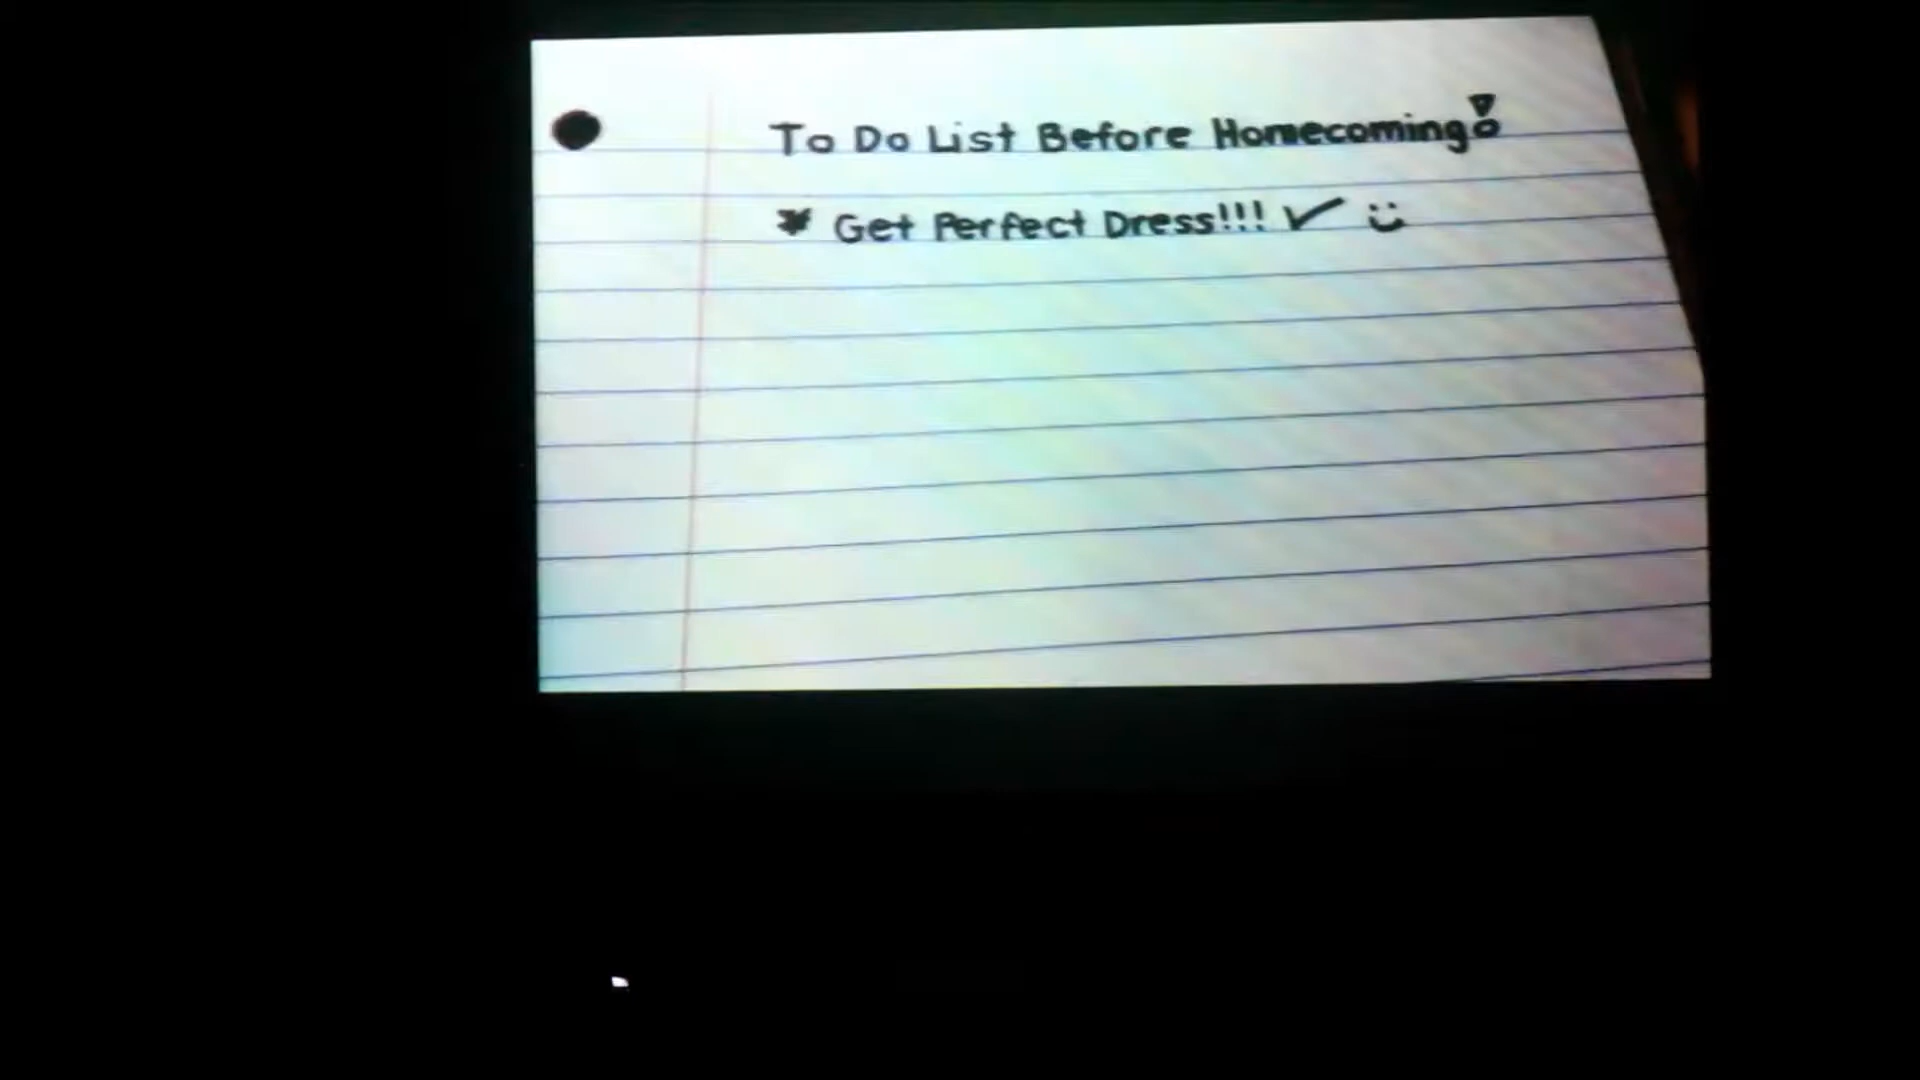 To Do List Before Homecoming!
* Get Perfect Dress!!! ✓ :)